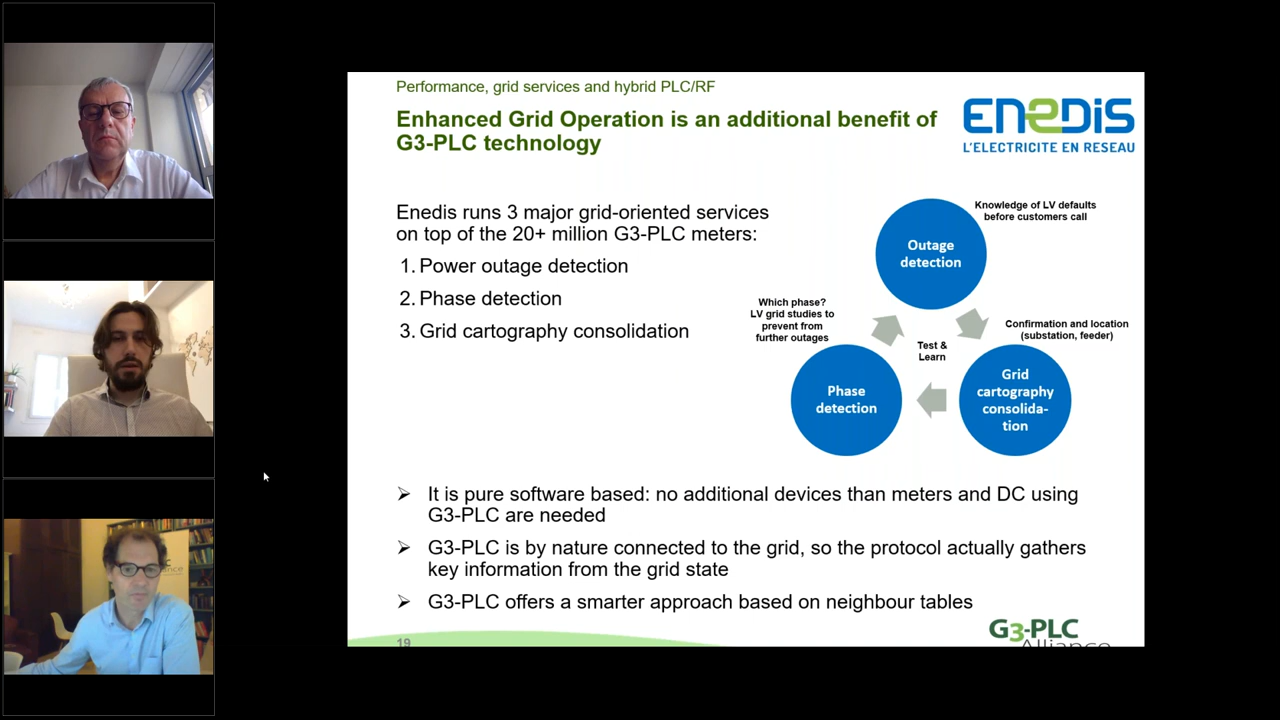 Performance, grid services and hybrid PLC/RF
Enhanced Grid Operation is an additional benefit of
G3-PLC technology
ENEDIS
L'ELECTRICITE EN RESEAU
Enedis runs 3 major grid-oriented services
on top of the 20+ million G3-PLC meters:
1. Power outage detection
2. Phase detection
3. Grid cartography consolidation
Knowledge of LV defaults
before customers call
Outage
detection
Which phase?
LV grid studies to
prevent from
further outages
Confirmation and location
(substation, feeder)
Test &
Learn
Phase
detection
Grid
cartography
consolida-
tion
➢ It is pure software based: no additional devices than meters and DC using
G3-PLC are needed
➢ G3-PLC is by nature connected to the grid, so the protocol actually gathers
key information from the grid state
➢ G3-PLC offers a smarter approach based on neighbour tables
19
G3-PLC
Alliance